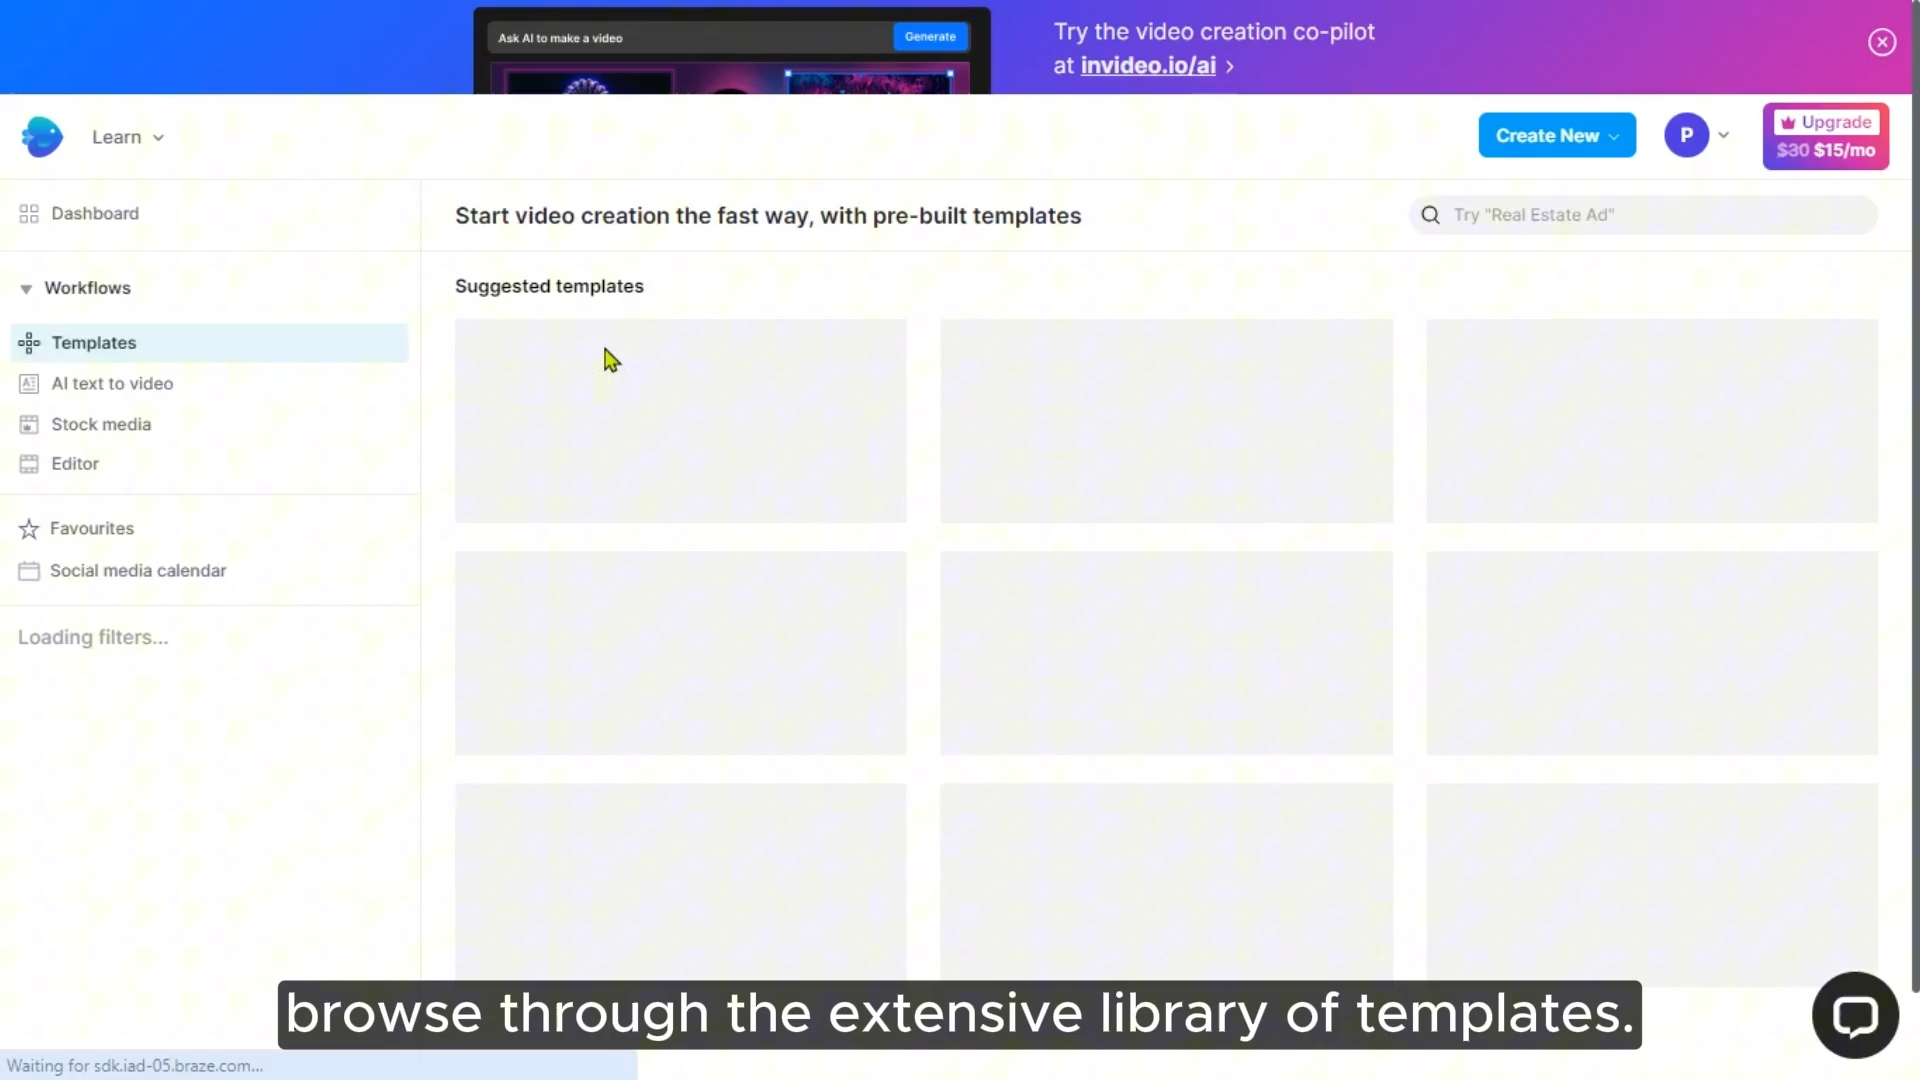 Ask AI to make a video
Generate
Try the video creation co-pilot
at invideo.io/ai ›
Learn
Create New
P
Upgrade
$30 $15/mo
Dashboard
Start video creation the fast way, with pre-built templates
Try "Real Estate Ad"
Workflows
Suggested templates
Templates
AI text to video
Stock media
Editor
Favourites
Social media calendar
Loading filters...
browse through the extensive library of templates.
Waiting for sdk.iad-05.braze.com...